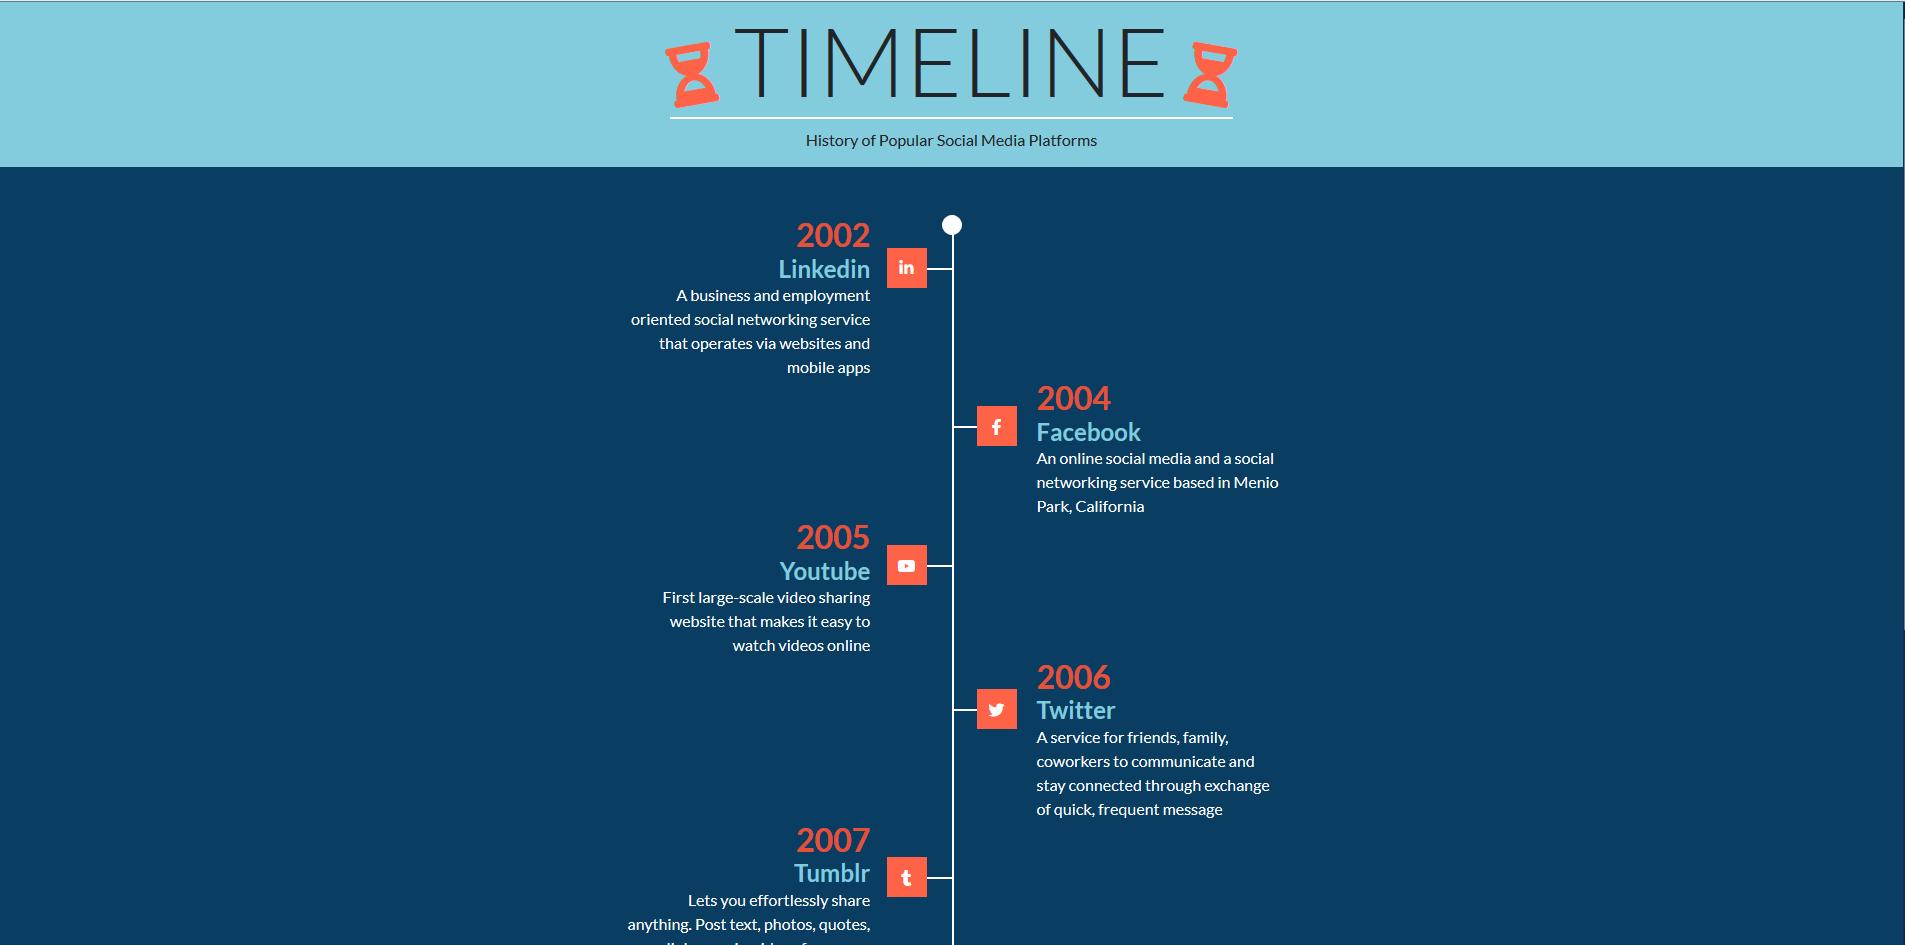 TIMELINE
History of Popular Social Media Platforms
2002
Linkedin
A business and employment
oriented social networking service
that operates via websites and
mobile apps
2004
Facebook
An online social media and a social
networking service based in Menio
Park, California
2005
Youtube
First large-scale video sharing
website that makes it easy to
watch videos online
2006
Twitter
A service for friends, family,
coworkers to communicate and
stay connected through exchange
of quick, frequent message
2007
Tumblr
Lets you effortlessly share
anything. Post text, photos, quotes,